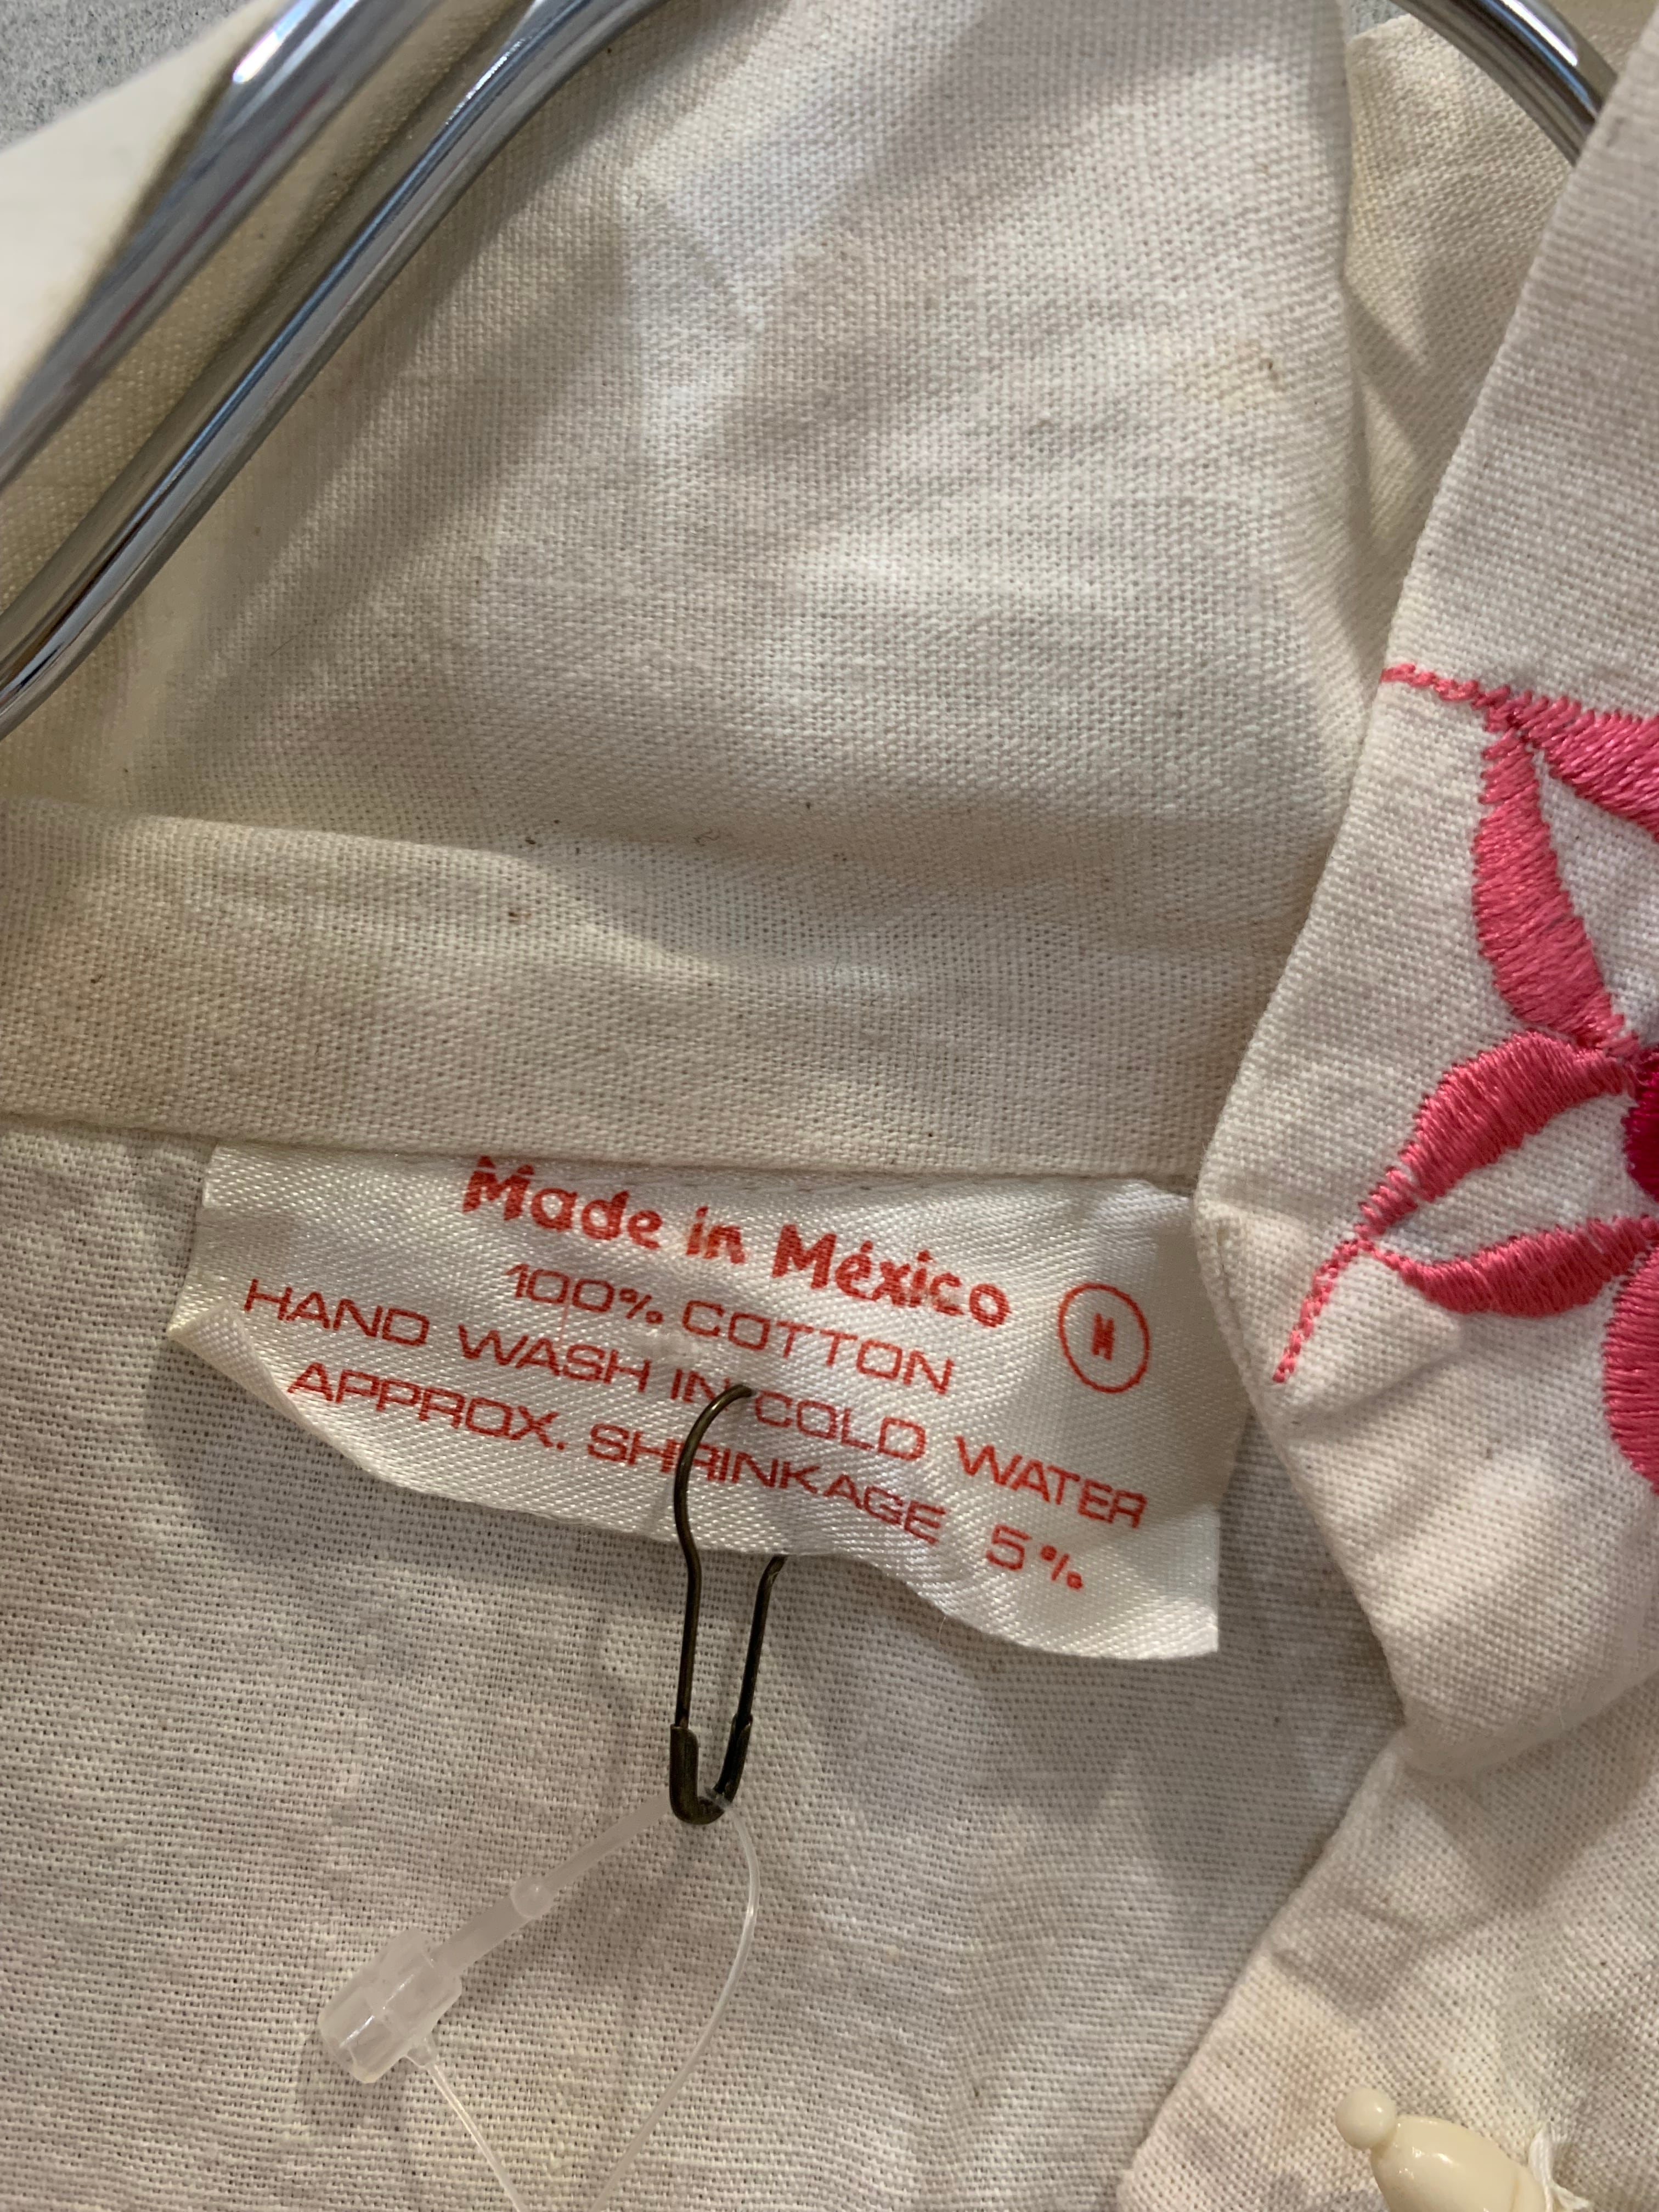 Made in México
100% COTTON
M
HAND WASH IN COLD WATER
APPROX. SHRINKAGE 5%